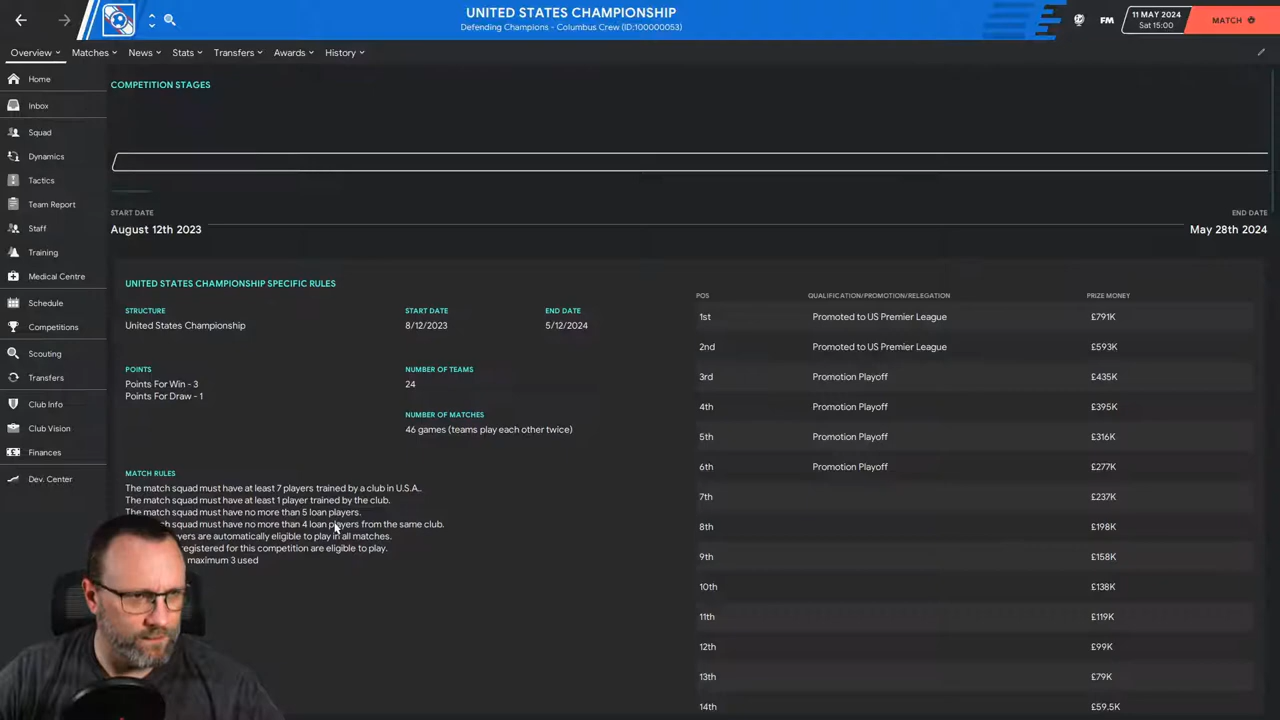 UNITED STATES CHAMPIONSHIP
Defending Champions - Columbus Crew (ID:100000053)
FM
11 MAY 2024
Sat 15:00
MATCH
Overview
Matches
News
Stats
Transfers
Awards
History
Home
Inbox
Squad
Dynamics
Tactics
Team Report
Staff
Training
Medical Centre
Schedule
Competitions
Scouting
Transfers
Club Info
Club Vision
Finances
Dev. Center
COMPETITION STAGES
START DATE
August 12th 2023
END DATE
May 28th 2024
UNITED STATES CHAMPIONSHIP SPECIFIC RULES
STRUCTURE
United States Championship
START DATE
8/12/2023
END DATE
5/12/2024
POINTS
Points For Win - 3
Points For Draw - 1
NUMBER OF TEAMS
24
NUMBER OF MATCHES
46 games (teams play each other twice)
MATCH RULES
The match squad must have at least 7 players trained by a club in U.S.A..
The match squad must have at least 1 player trained by the club.
The match squad must have no more than 5 loan players.
squad must have no more than 4 loan players from the same club.
are automatically eligible to play in all matches.
registered for this competition are eligible to play.
maximum 3 used
POS QUALIFICATION/PROMOTION/RELEGATION PRIZE MONEY
1st Promoted to US Premier League £791K
2nd Promoted to US Premier League £593K
3rd Promotion Playoff £435K
4th Promotion Playoff £395K
5th Promotion Playoff £316K
6th Promotion Playoff £277K
7th £237K
8th £198K
9th £158K
10th £138K
11th £119K
12th £99K
13th £79K
14th £59.5K